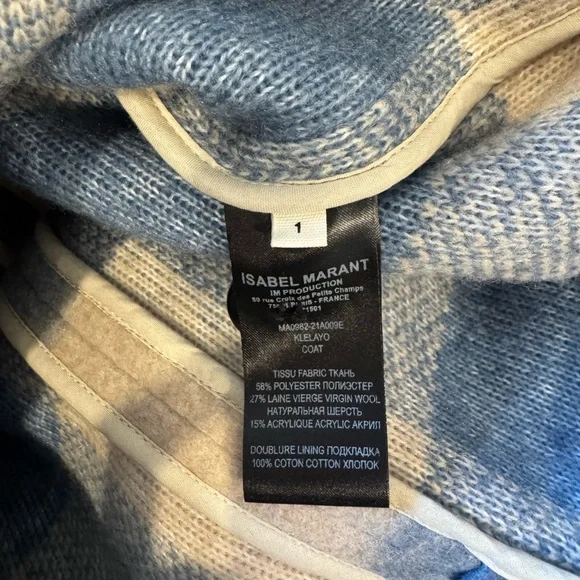 1
ISABEL MARANT
IM PRODUCTION
Rue Croix des Petits Champs
PARIS - FRANCE
MA0982-21A009E
KLELAYO
COAT
TISSU FABRIC ТКАНЬ
58% POLYESTER ПОЛИЭСТЕР
27% LAINE VIERGE VIRGIN WOOL
НАТУРАЛЬНАЯ ШЕРСТЬ
15% ACRYLIQUE ACRYLIC АКРИЛ
DOUBLURE LINING ПОДКЛАДКА
100% COTON COTTON ХЛОПОК